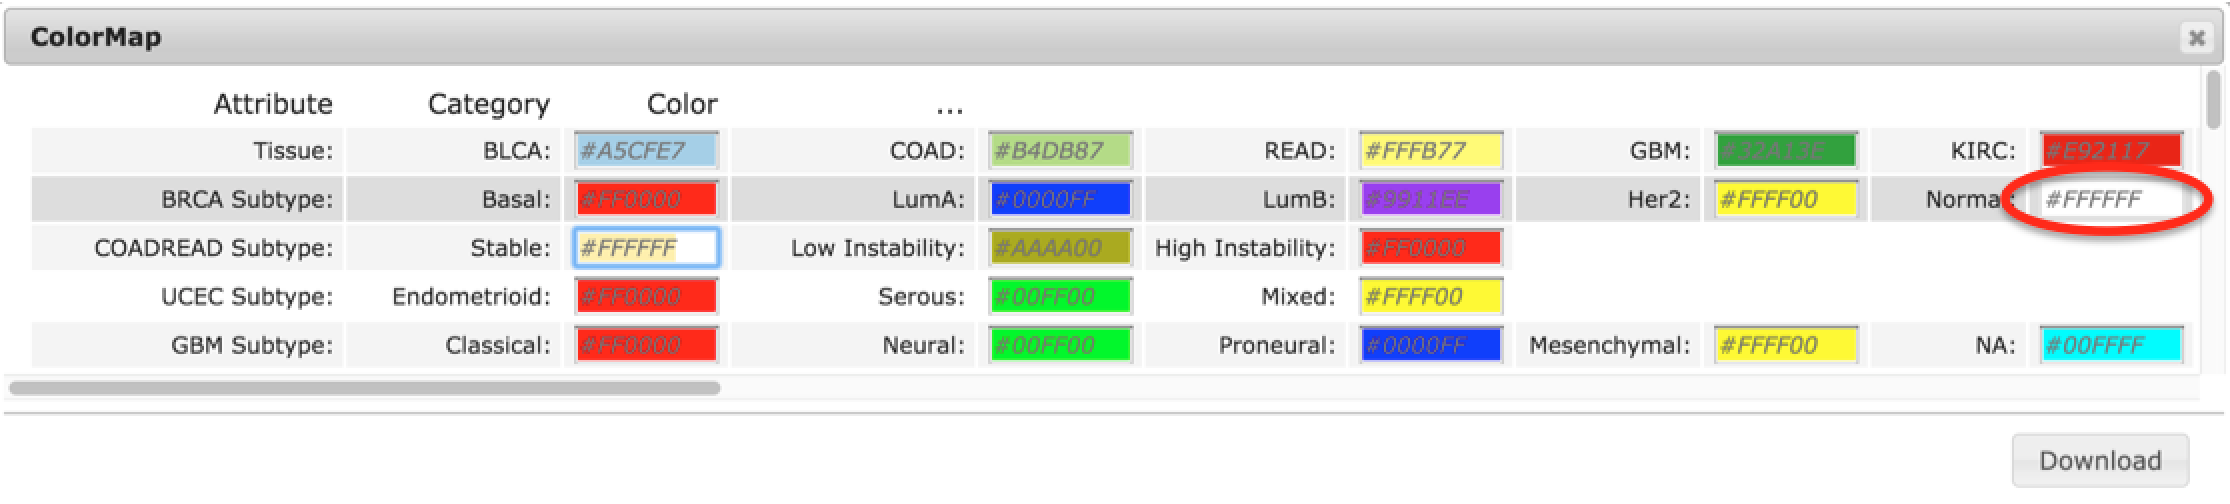 ColorMap
Attribute Category Color ...
Tissue: BLCA: #A5CFE7 COAD: #B4DB87 READ: #FFFB77 GBM: #32A13E KIRC: #E92117
BRCA Subtype: Basal: #FF0000 LumA: #0000FF LumB: #9911EE Her2: #FFFF00 Normal: #FFFFFF
COADREAD Subtype: Stable: #FFFFFF Low Instability: #AAAA00 High Instability: #FF0000
UCEC Subtype: Endometrioid: #FF0000 Serous: #00FF00 Mixed: #FFFF00
GBM Subtype: Classical: #FF0000 Neural: #00FF00 Proneural: #0000FF Mesenchymal: #FFFF00 NA: #00FFFF
Download